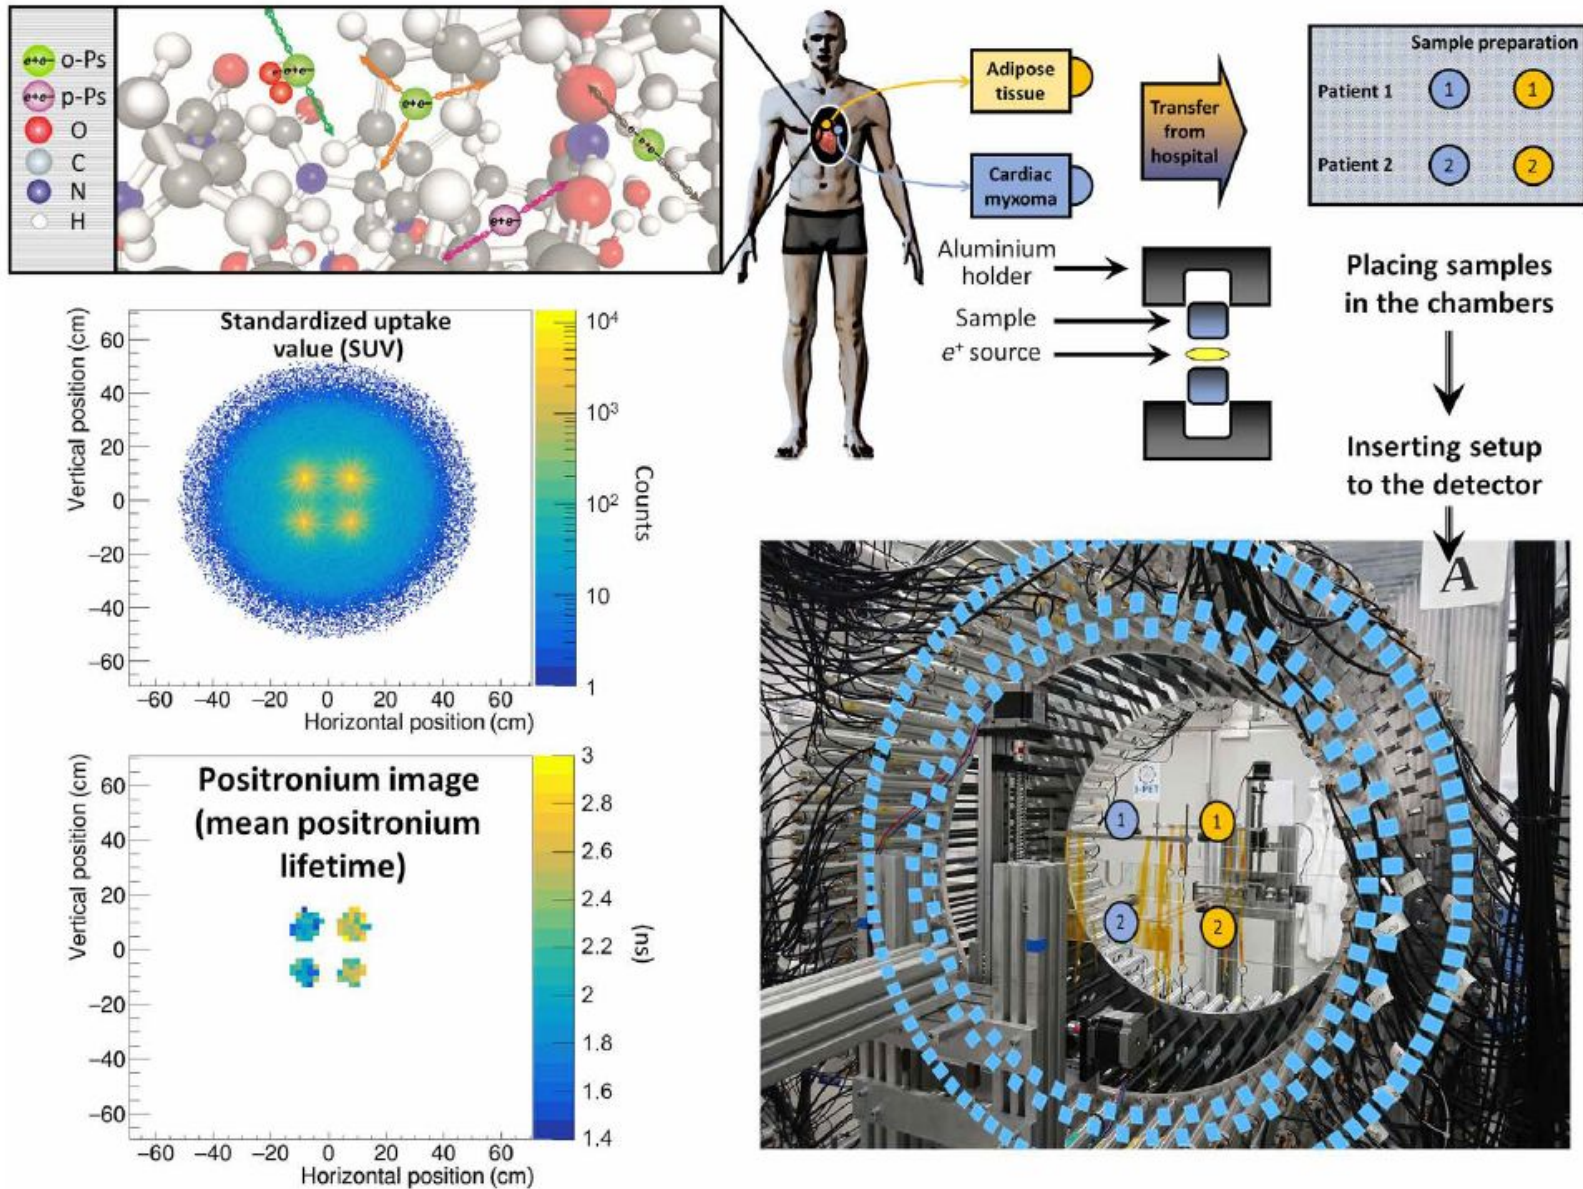 o-Ps
p-Ps
O
C
N
H
e+e−
e+e−
e+e−
e+e−
e+e−
e+e−
Adipose
tissue
Cardiac
myxoma
Transfer
from
hospital
Sample preparation
Patient 1
1
1
Patient 2
2
2
Aluminium
holder
Sample
e+ source
Placing samples
in the chambers
Inserting setup
to the detector
Standardized uptake
value (SUV)
Vertical position (cm)
60
40
20
0
−20
−40
−60
−60
−40
−20
0
20
40
60
Horizontal position (cm)
10⁴
10³
10²
10
1
Counts
Positronium image
(mean positronium
lifetime)
Vertical position (cm)
60
40
20
0
−20
−40
−60
−60
−40
−20
0
20
40
60
Horizontal position (cm)
3
2.8
2.6
2.4
2.2
2
1.8
1.6
1.4
(ns)
A
J-PET
1
1
2
2